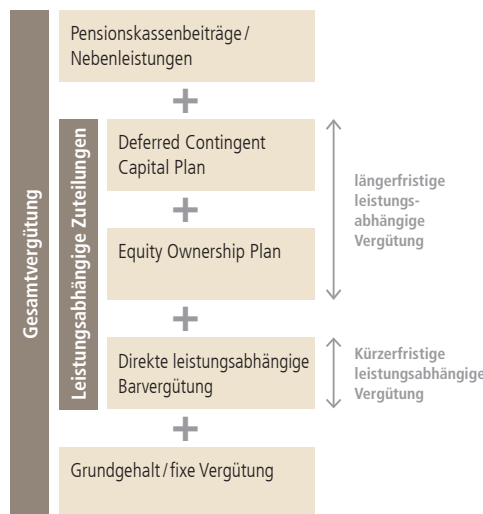 Gesamtvergütung
Pensionskassenbeiträge/
Nebenleistungen
+
Leistungsabhängige Zuteilungen
Deferred Contingent
Capital Plan
+
Equity Ownership Plan
längerfristige
leistungs-
abhängige
Vergütung
+
Direkte leistungsabhängige
Barvergütung
Kürzerfristige
leistungsabhängige
Vergütung
+
Grundgehalt/fixe Vergütung